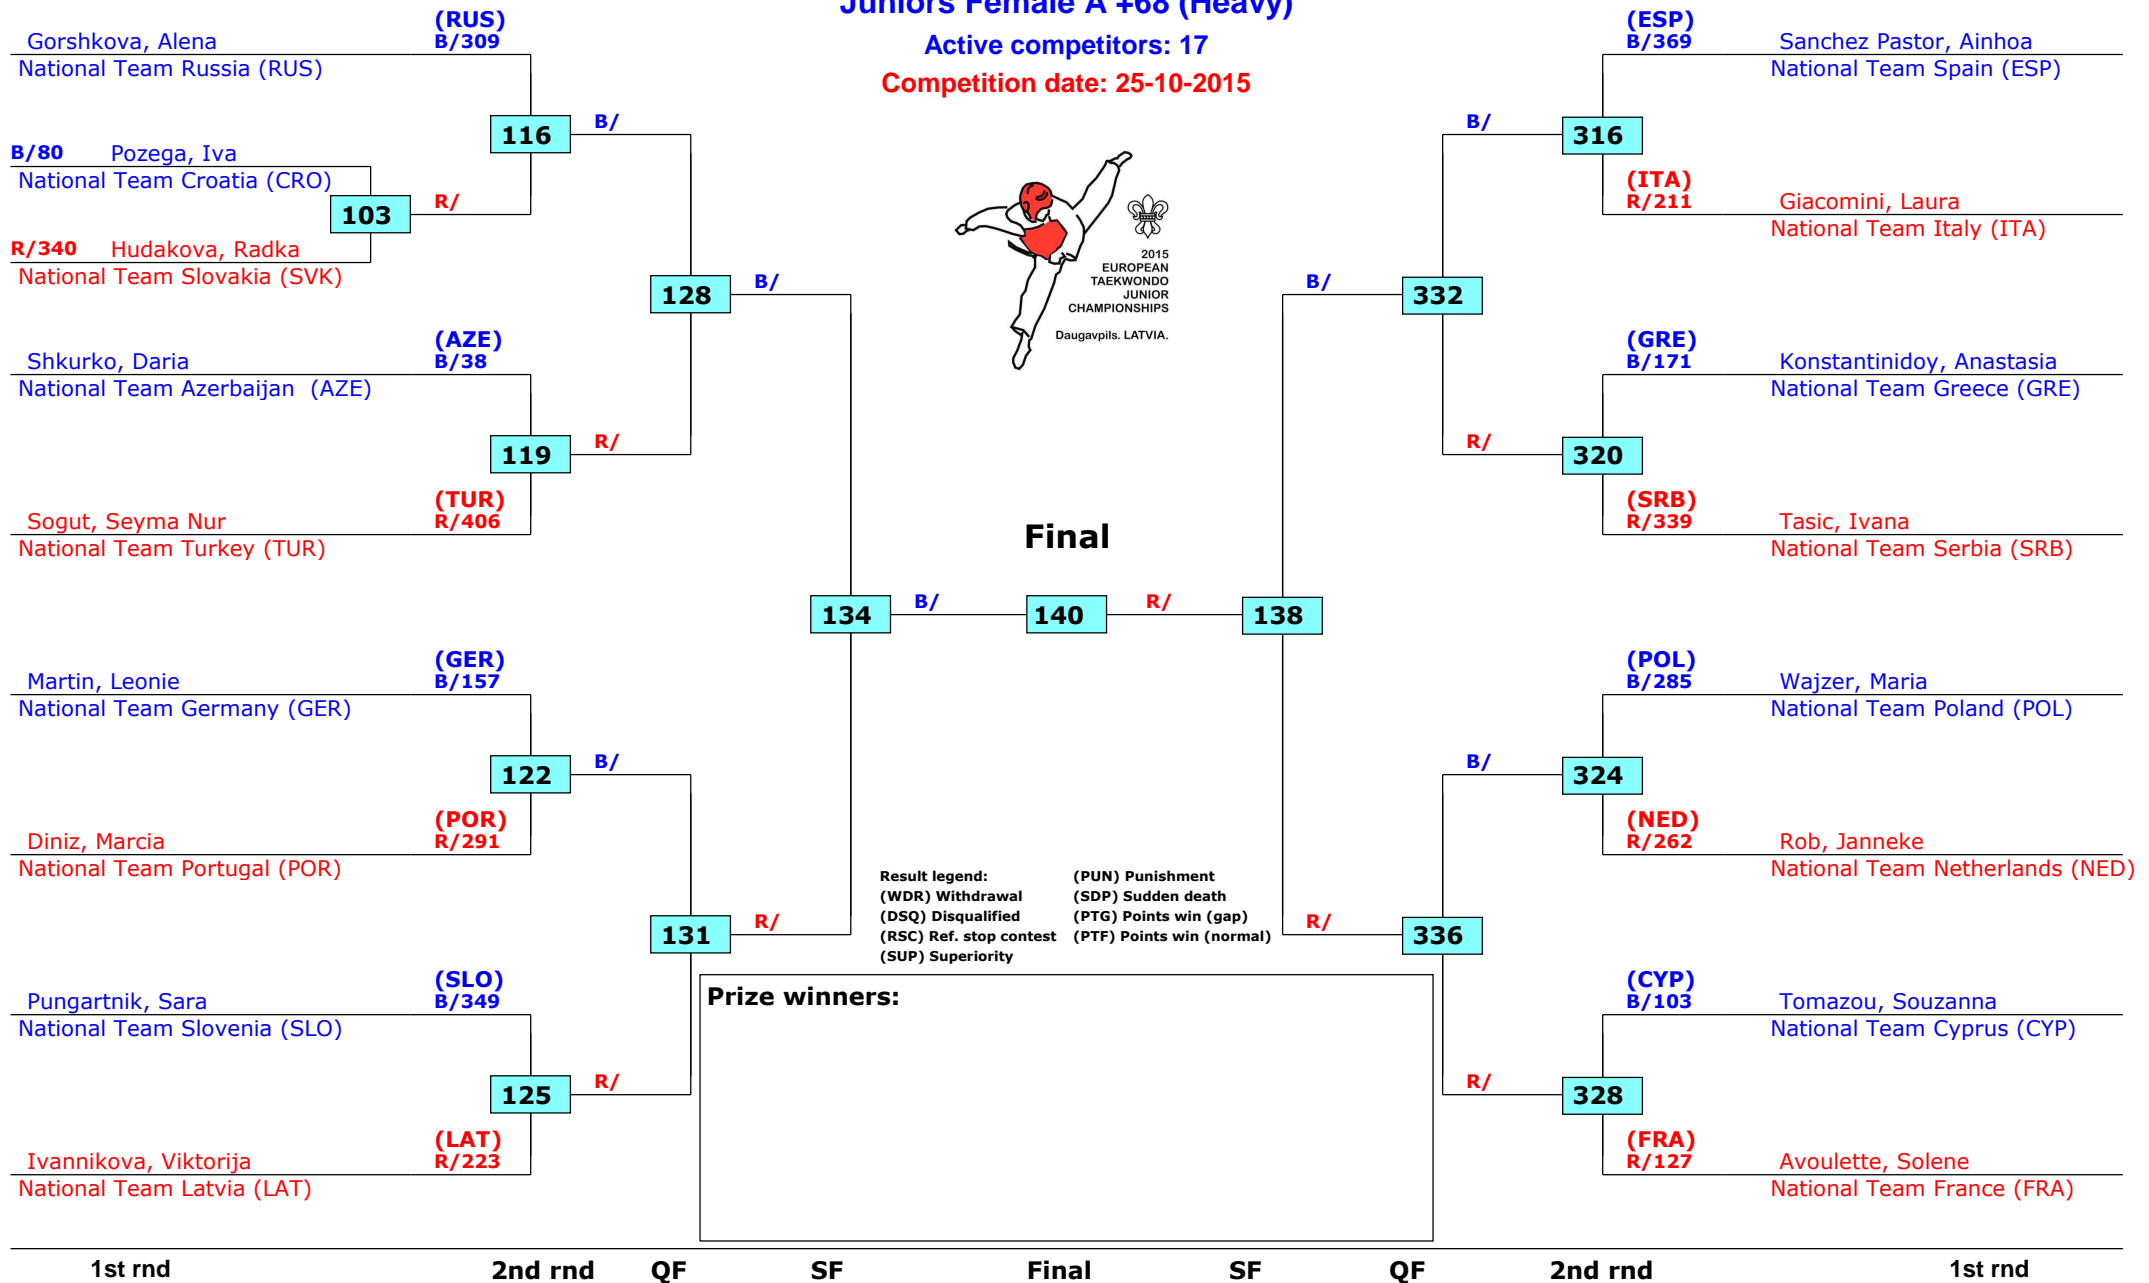 Juniors Female A +68 (Heavy)
Active competitors: 17
Competition date: 25-10-2015
Gorshkova, Alena
(RUS)
B/309
National Team Russia (RUS)
116
B/
B/80 Pozega, Iva
National Team Croatia (CRO)
103
R/
R/340 Hudakova, Radka
National Team Slovakia (SVK)
128
B/
Shkurko, Daria
(AZE)
B/38
National Team Azerbaijan (AZE)
119
R/
Sogut, Seyma Nur
(TUR)
R/406
National Team Turkey (TUR)
134
B/
Martin, Leonie
(GER)
B/157
National Team Germany (GER)
122
B/
Diniz, Marcia
(POR)
R/291
National Team Portugal (POR)
131
R/
Pungartnik, Sara
(SLO)
B/349
National Team Slovenia (SLO)
125
R/
Ivannikova, Viktorija
(LAT)
R/223
National Team Latvia (LAT)
2015
EUROPEAN
TAEKWONDO
JUNIOR
CHAMPIONSHIPS
Daugavpils. LATVIA.
Final
140
R/
138
(ESP)
B/369
Sanchez Pastor, Ainhoa
National Team Spain (ESP)
B/
316
(ITA)
R/211
Giacomini, Laura
National Team Italy (ITA)
B/
332
(GRE)
B/171
Konstantinidoy, Anastasia
National Team Greece (GRE)
R/
320
(SRB)
R/339
Tasic, Ivana
National Team Serbia (SRB)
(POL)
B/285
Wajzer, Maria
National Team Poland (POL)
B/
324
(NED)
R/262
Rob, Janneke
National Team Netherlands (NED)
R/
336
(CYP)
B/103
Tomazou, Souzanna
National Team Cyprus (CYP)
R/
328
(FRA)
R/127
Avoulette, Solene
National Team France (FRA)
Result legend: (PUN) Punishment
(WDR) Withdrawal (SDP) Sudden death
(DSQ) Disqualified (PTG) Points win (gap)
(RSC) Ref. stop contest (PTF) Points win (normal)
(SUP) Superiority
Prize winners:
1st rnd 2nd rnd QF SF Final SF QF 2nd rnd 1st rnd